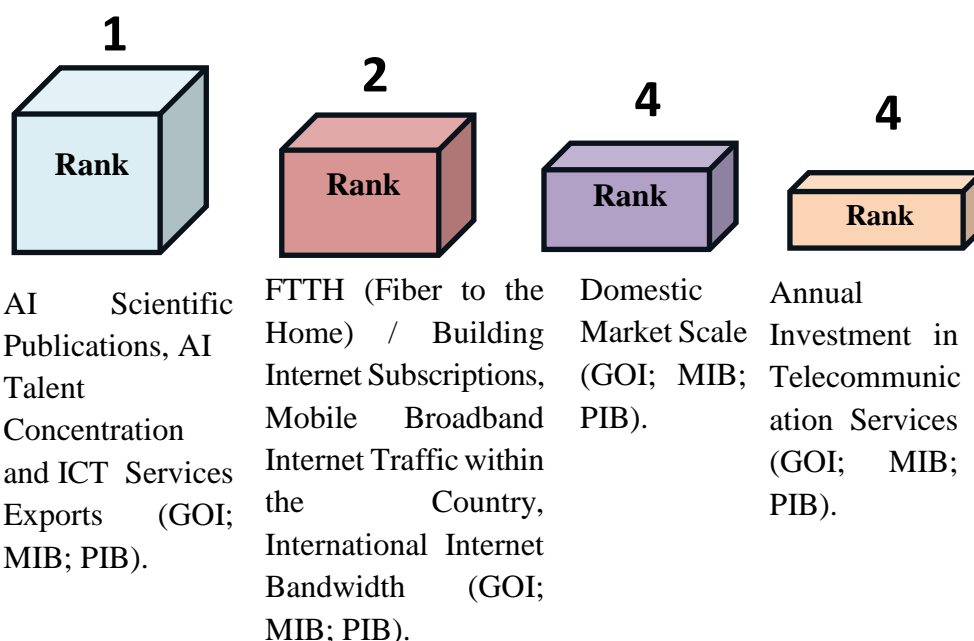 1
Rank
AI Scientific
Publications, AI
Talent
Concentration
and ICT Services
Exports (GOI;
MIB; PIB).
2
Rank
FTTH (Fiber to the
Home) / Building
Internet Subscriptions,
Mobile Broadband
Internet Traffic within
the Country,
International Internet
Bandwidth (GOI;
MIB; PIB).
4
Rank
Domestic
Market Scale
(GOI; MIB;
PIB).
4
Rank
Annual
Investment in
Telecommunic
ation Services
(GOI; MIB;
PIB).